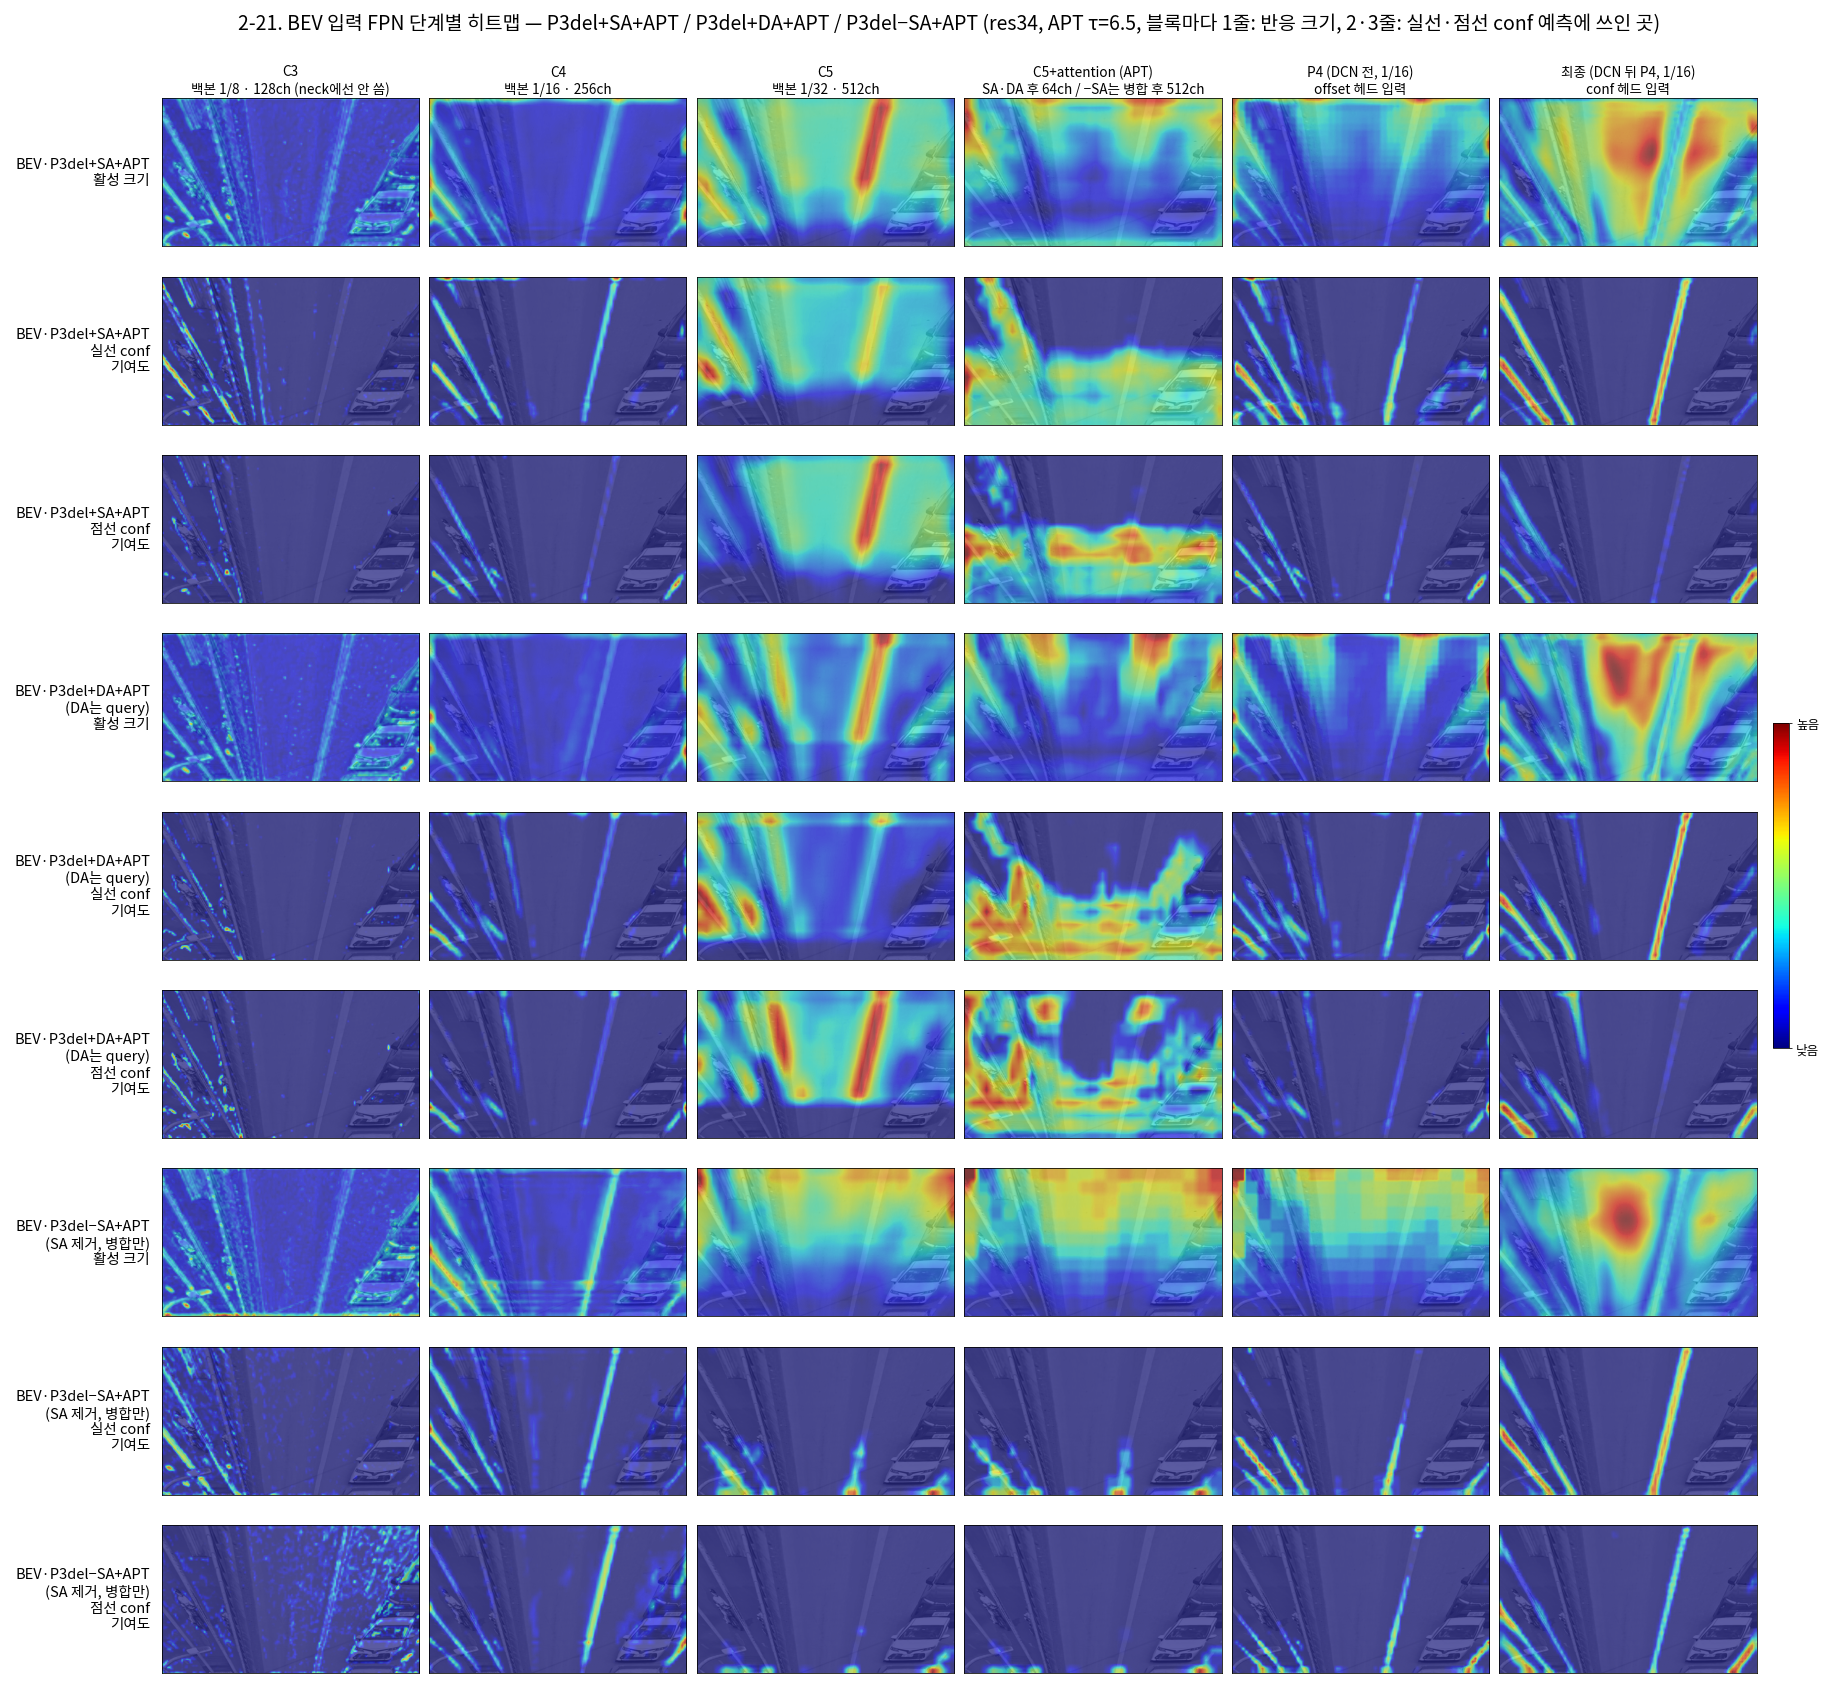 2-21. BEV 입력 FPN 단계별 히트맵 — P3del+SA+APT / P3del+DA+APT / P3del−SA+APT (res34, APT τ=6.5, 블록마다 1줄: 반응 크기, 2·3줄: 실선·점선 conf 예측에 쓰인 곳)
C3
백본 1/8 · 128ch (neck에선 안 씀)
C4
백본 1/16 · 256ch
C5
백본 1/32 · 512ch
C5+attention (APT)
SA·DA 후 64ch / −SA는 병합 후 512ch
P4 (DCN 전, 1/16)
offset 헤드 입력
최종 (DCN 뒤 P4, 1/16)
conf 헤드 입력
BEV·P3del+SA+APT
활성 크기
BEV·P3del+SA+APT
실선 conf
기여도
BEV·P3del+SA+APT
점선 conf
기여도
BEV·P3del+DA+APT
(DA는 query)
활성 크기
BEV·P3del+DA+APT
(DA는 query)
실선 conf
기여도
BEV·P3del+DA+APT
(DA는 query)
점선 conf
기여도
BEV·P3del−SA+APT
(SA 제거, 병합만)
활성 크기
BEV·P3del−SA+APT
(SA 제거, 병합만)
실선 conf
기여도
BEV·P3del−SA+APT
(SA 제거, 병합만)
점선 conf
기여도
높음
낮음